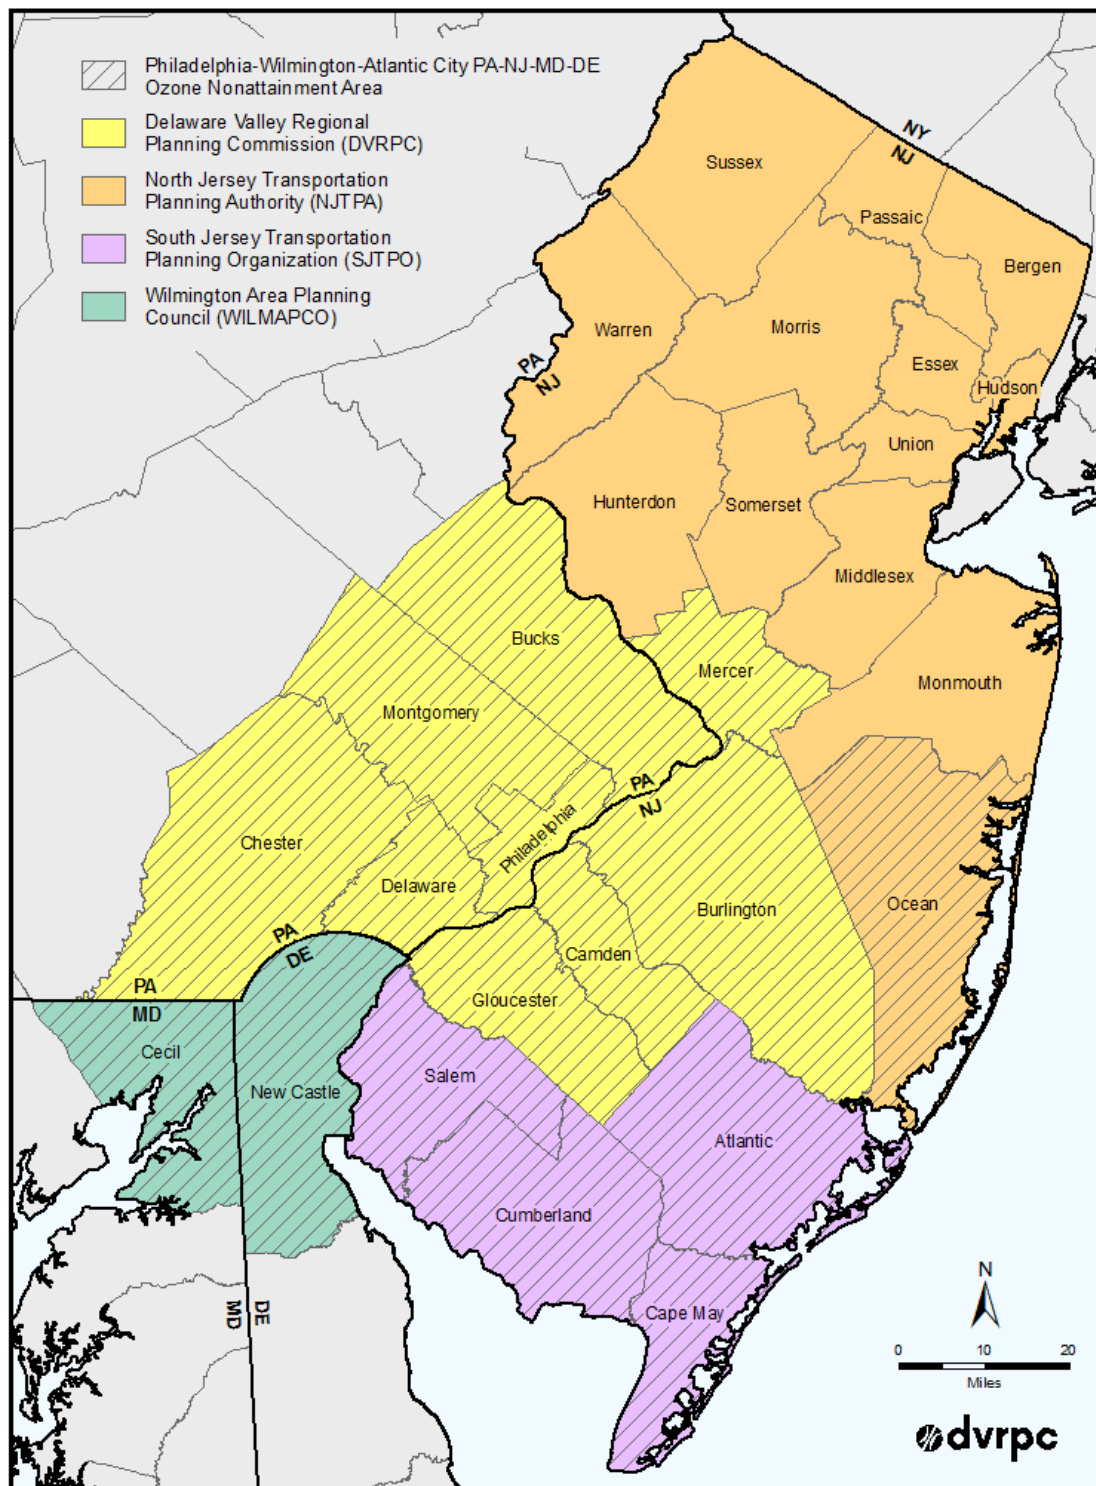 Philadelphia-Wilmington-Atlantic City PA-NJ-MD-DE
Ozone Nonattainment Area
Delaware Valley Regional
Planning Commission (DVRPC)
North Jersey Transportation
Planning Authority (NJTPA)
South Jersey Transportation
Planning Organization (SJTPO)
Wilmington Area Planning
Council (WILMAPCO)
NY
NJ
Sussex
Passaic
Bergen
Warren
Morris
Essex
Hudson
PA
NJ
Union
Hunterdon
Somerset
Middlesex
Bucks
Mercer
Monmouth
Montgomery
PA
NJ
Philadelphia
Chester
Delaware
Burlington
Ocean
PA
DE
Camden
Gloucester
PA
MD
Cecil
New Castle
Salem
Atlantic
Cumberland
Cape May
MD
DE
N
0 10 20
Miles
dvrpc